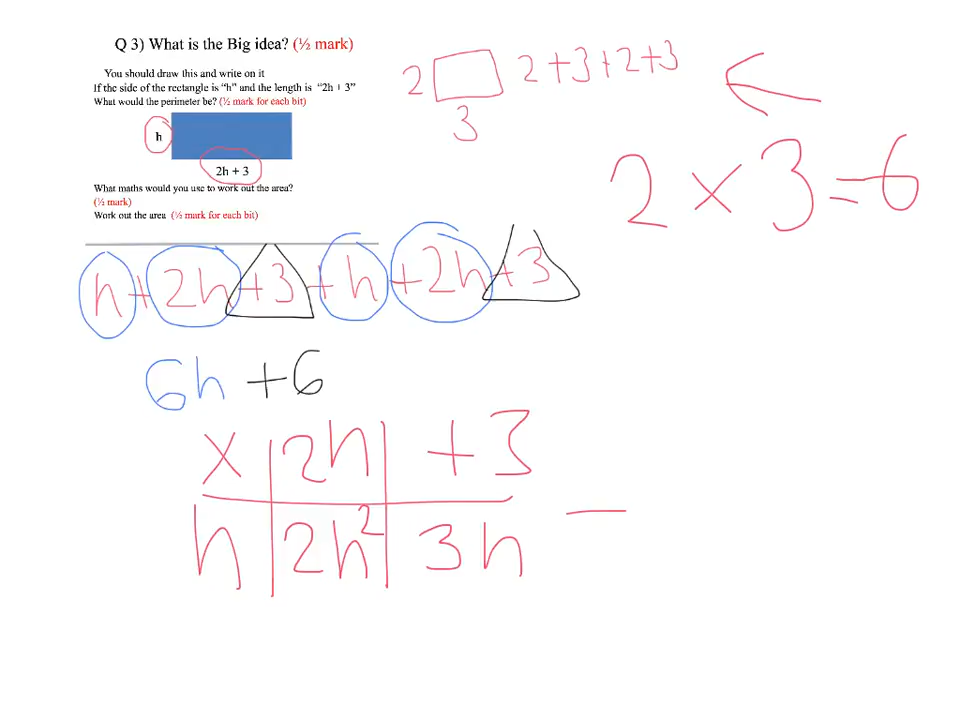 Q 3) What is the Big idea? (½ mark)
You should draw this and write on it
If the side of the rectangle is "h" and the length is "2h + 3"
What would the perimeter be? (½ mark for each bit)
h
2h + 3
What maths would you use to work out the area?
(½ mark)
Work out the area (½ mark for each bit)
2 2+3+2+3
3
2 × 3 = 6
h + 2h + 3 + h + 2h + 3
6h + 6
× 2h + 3
h 2h² 3h